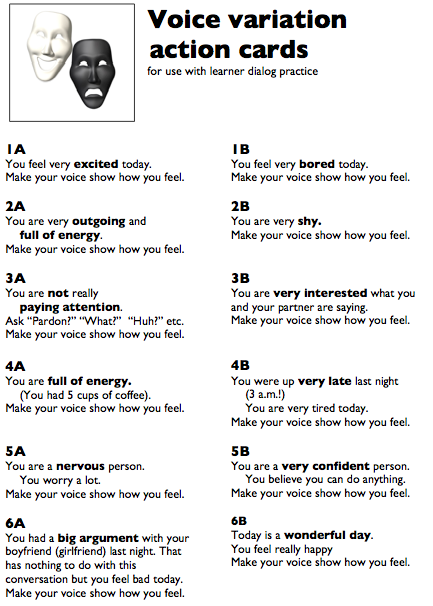 Voice variation
action cards
for use with learner dialog practice
1A
You feel very excited today.
Make your voice show how you feel.
1B
You feel very bored today.
Make your voice show how you feel.
2A
You are very outgoing and
full of energy.
Make your voice show how you feel.
2B
You are very shy.
Make your voice show how you feel.
3A
You are not really
paying attention.
Ask “Pardon?” “What?” “Huh?” etc.
Make your voice show how you feel.
3B
You are very interested what you
and your partner are saying.
Make your voice show how you feel.
4A
You are full of energy.
(You had 5 cups of coffee).
Make your voice show how you feel.
4B
You were up very late last night
(3 a.m.!)
You are very tired today.
Make your voice show how you feel.
5A
You are a nervous person.
You worry a lot.
Make your voice show how you feel.
5B
You are a very confident person.
You believe you can do anything.
Make your voice show how you feel.
6A
You had a big argument with your
boyfriend (girlfriend) last night. That
has nothing to do with this
conversation but you feel bad today.
Make your voice show how you feel.
6B
Today is a wonderful day.
You feel really happy
Make your voice show how you feel.